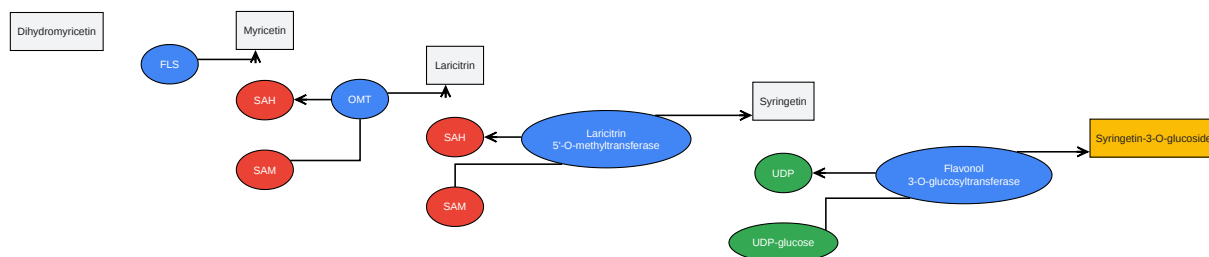 Dihydromyricetin
Myricetin
FLS
Laricitrin
SAH
OMT
SAM
SAH
Laricitrin
5'-O-methyltransferase
SAM
Syringetin
UDP
Flavonol
3-O-glucosyltransferase
UDP-glucose
Syringetin-3-O-glucoside